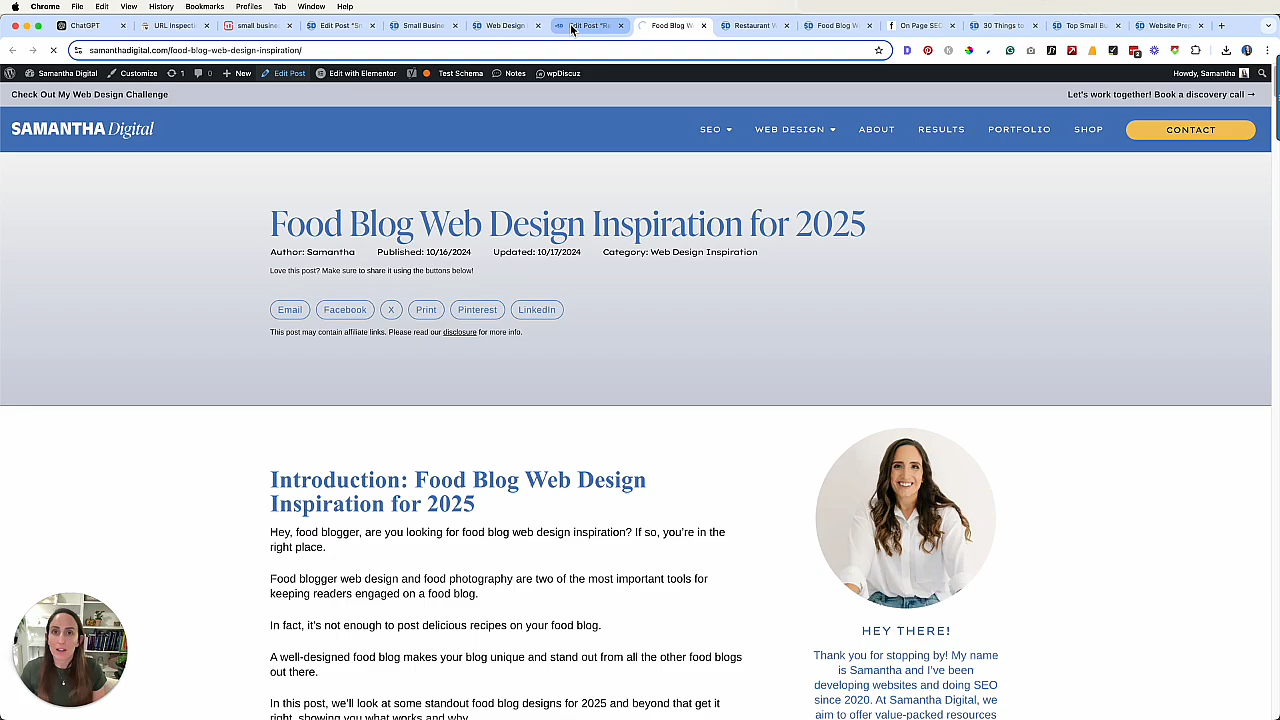 Chrome File Edit View History Bookmarks Profiles Tab Window Help
ChatGPT URL Inspecti small busine Edit Post "Sm Small Busine Web Design Edit Post "Re Food Blog W Restaurant W Food Blog W On Page SEO 30 Things to Top Small Bu Website Prep
samanthadigital.com/food-blog-web-design-inspiration/
Samantha Digital Customize 1 0 New Edit Post Edit with Elementor Test Schema Notes wpDiscuz Howdy, Samantha
Check Out My Web Design Challenge Let's work together! Book a discovery call →
SAMANTHA Digital SEO WEB DESIGN ABOUT RESULTS PORTFOLIO SHOP CONTACT
Food Blog Web Design Inspiration for 2025
Author: Samantha Published: 10/16/2024 Updated: 10/17/2024 Category: Web Design Inspiration
Love this post? Make sure to share it using the buttons below!
Email Facebook X Print Pinterest LinkedIn
This post may contain affiliate links. Please read our disclosure for more info.
Introduction: Food Blog Web Design
Inspiration for 2025
Hey, food blogger, are you looking for food blog web design inspiration? If so, you're in the
right place.
Food blogger web design and food photography are two of the most important tools for
keeping readers engaged on a food blog.
In fact, it's not enough to post delicious recipes on your food blog.
A well-designed food blog makes your blog unique and stand out from all the other food blogs
out there.
In this post, we'll look at some standout food blog designs for 2025 and beyond that get it
right, showing you what works and why.
HEY THERE!
Thank you for stopping by! My name
is Samantha and I've been
developing websites and doing SEO
since 2020. At Samantha Digital, we
aim to offer value-packed resources